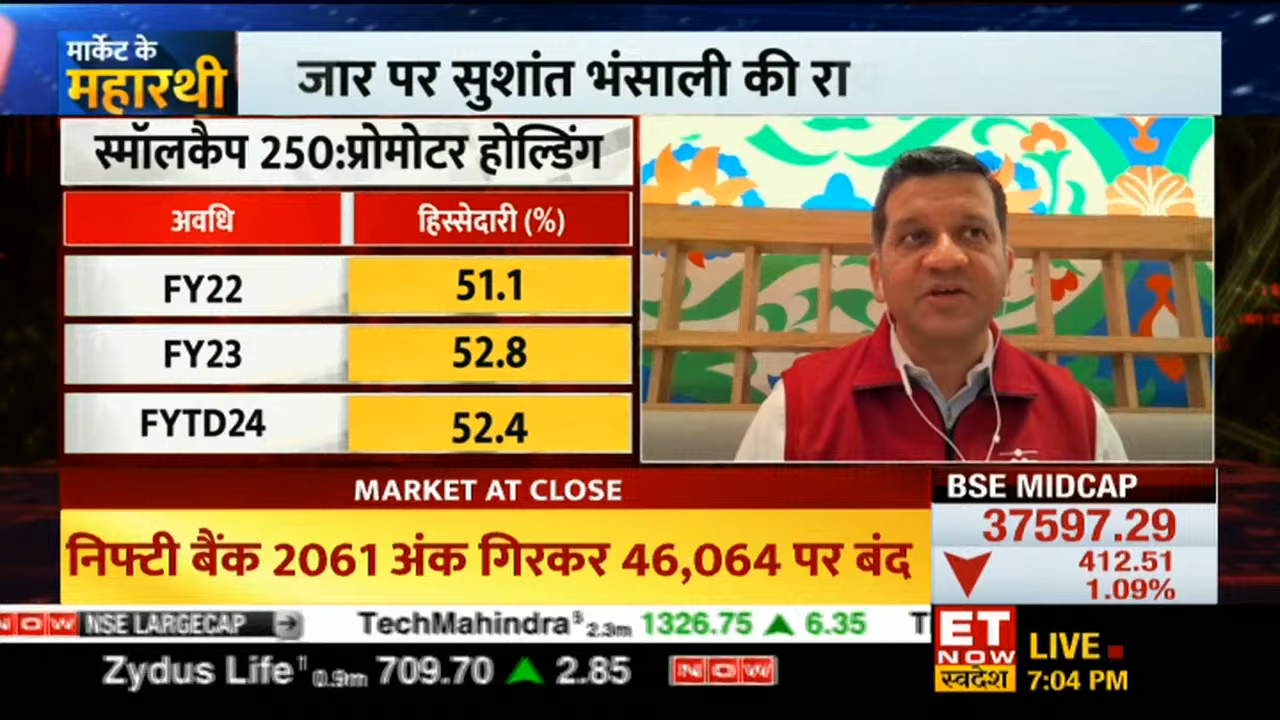 मार्केट के
महारथी
जार पर सुशांत भंसाली की रा
स्मॉलकैप 250:प्रोमोटर होल्डिंग
अवधि हिस्सेदारी (%)
FY22 51.1
FY23 52.8
FYTD24 52.4
MARKET AT CLOSE
निफ्टी बैंक 2061 अंक गिरकर 46,064 पर बंद
BSE MIDCAP
37597.29
412.51
1.09%
NOW NSE LARGECAP TechMahindra 2.3m 1326.75 6.35 T
Zydus Life 0.9m 709.70 2.85 NOW
ET
NOW
स्वदेश
LIVE
7:04 PM